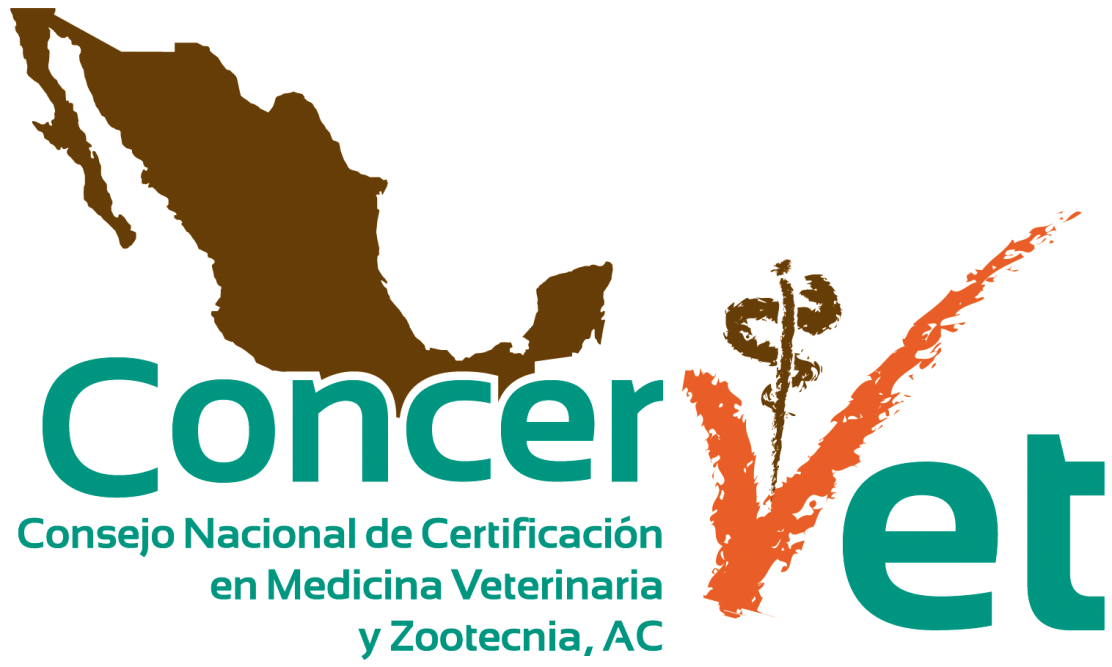 ConcerVet
Consejo Nacional de Certificación
en Medicina Veterinaria
y Zootecnia, AC